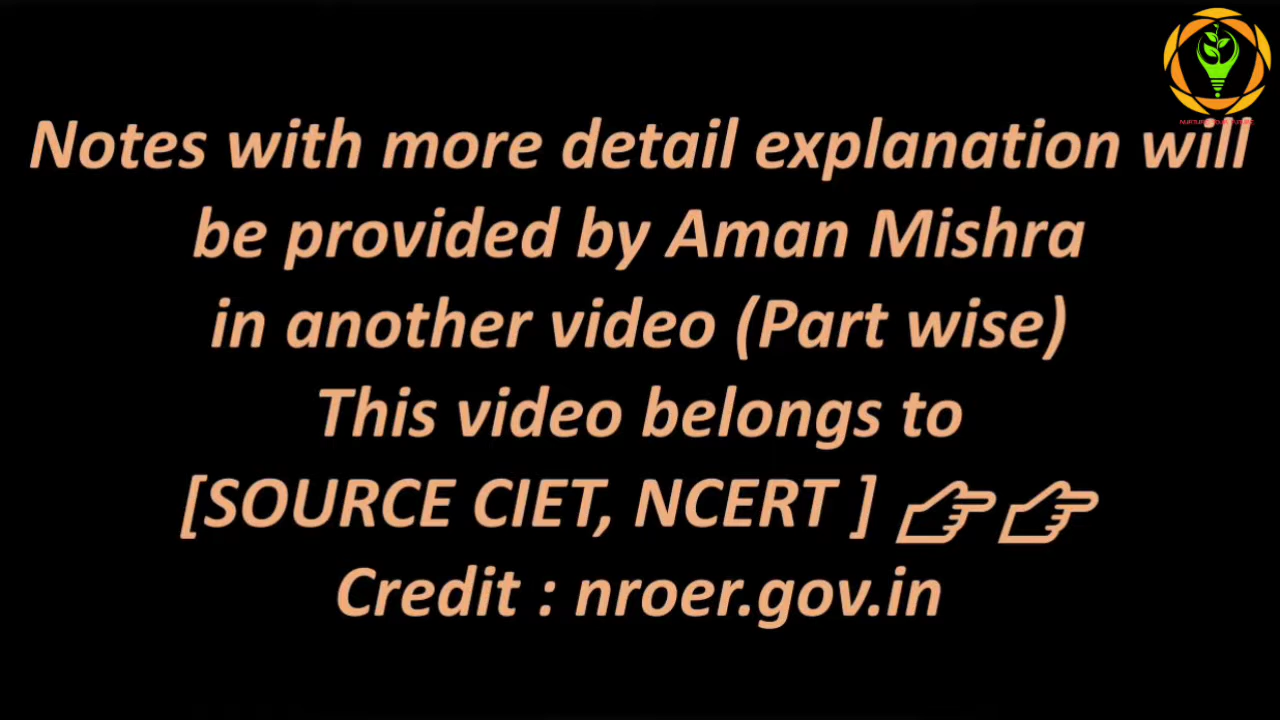 Notes with more detail explanation will
be provided by Aman Mishra
in another video (Part wise)
This video belongs to
[SOURCE CIET, NCERT ]
Credit : nroer.gov.in